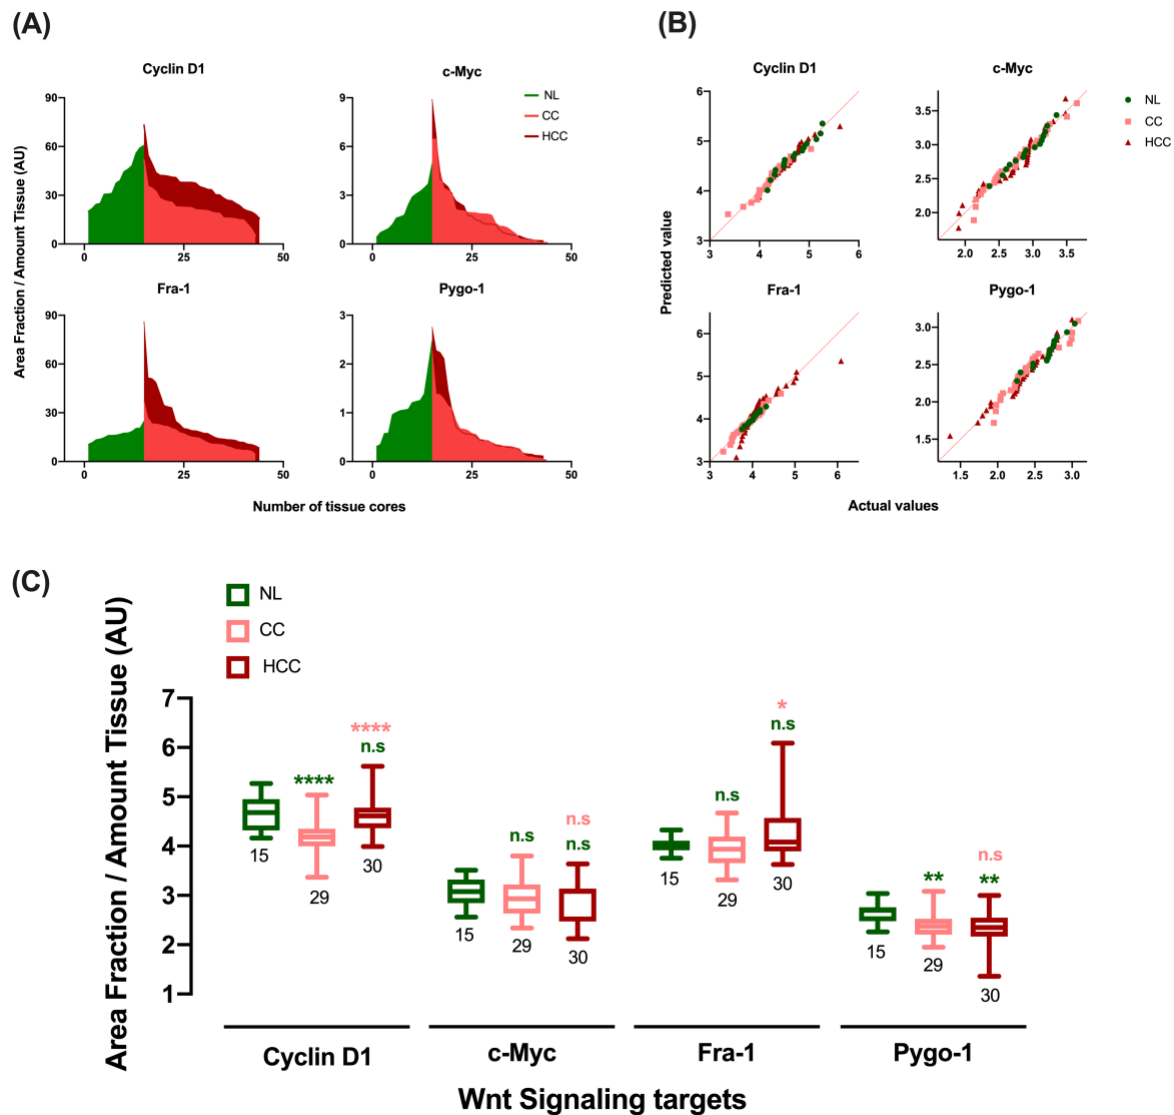 (A)
Cyclin D1
c-Myc
NL
CC
HCC
Area Fraction / Amount Tissue (AU)
90
60
30
0
0 25 50
9
6
3
0
0 25 50
Fra-1
Pygo-1
90
60
30
0
0 25 50
3
2
1
0
0 25 50
Number of tissue cores
(B)
Cyclin D1
c-Myc
NL
CC
HCC
Predicted value
6
5
4
3
3 4 5 6
3.5
3.0
2.5
2.0
2.0 2.5 3.0 3.5
Fra-1
Pygo-1
6
5
4
3
3 4 5 6
3.0
2.5
2.0
1.5
1.5 2.0 2.5 3.0
Actual values
(C)
NL
CC
HCC
Area Fraction / Amount Tissue (AU)
7
6
5
4
3
2
1
****
****
n.s
15
29
30
n.s
n.s
n.s
15
29
30
n.s
*
n.s
15
29
30
**
n.s
**
15
29
30
Cyclin D1
c-Myc
Fra-1
Pygo-1
Wnt Signaling targets